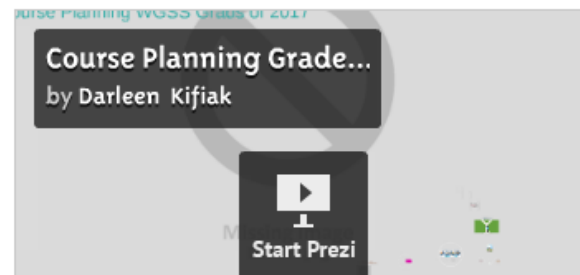 Course Planning WGSS Grads of 2017
Course Planning Grade...
by Darleen Kifiak
Start Prezi